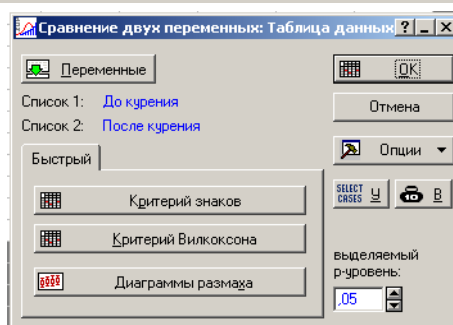 Сравнение двух переменных: Таблица данных
Переменные
OK
Список 1: До курения
Отмена
Список 2: После курения
Опции
Быстрый
SELECT CASES У
В
Критерий знаков
Критерий Вилкоксона
Диаграммы размаха
выделяемый
p-уровень:
,05